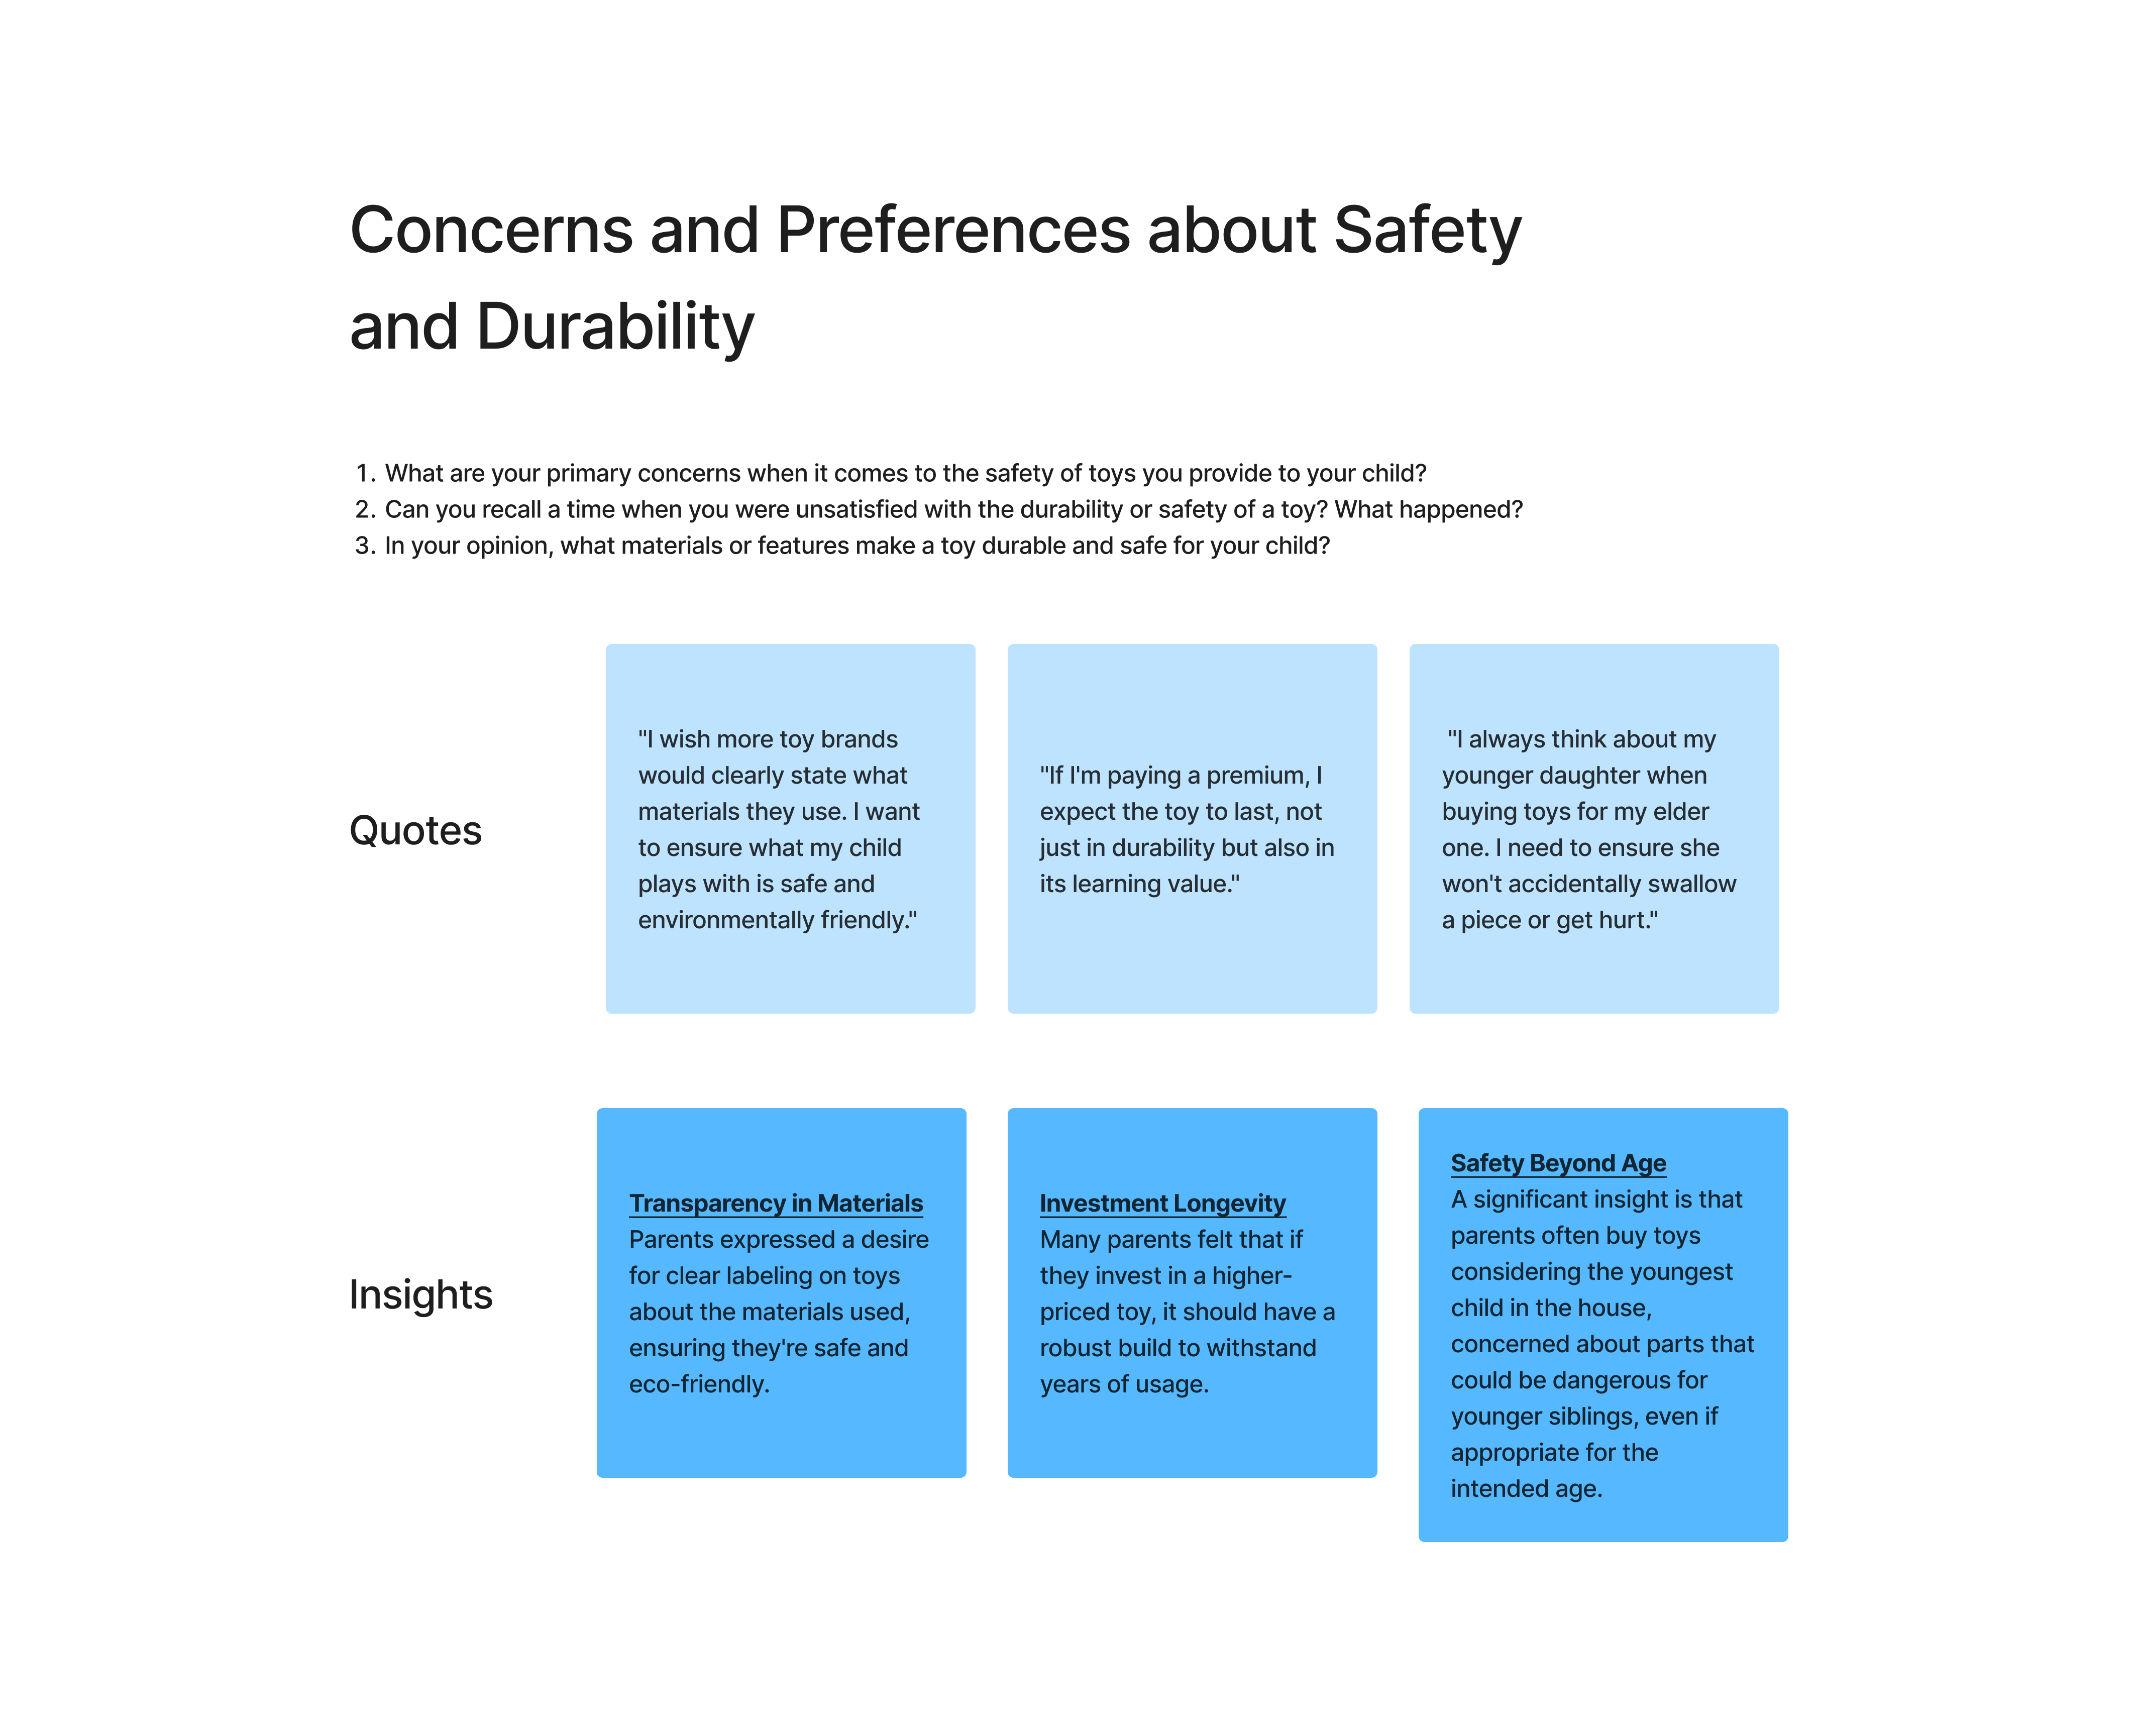 Concerns and Preferences about Safety
and Durability
1. What are your primary concerns when it comes to the safety of toys you provide to your child?
2. Can you recall a time when you were unsatisfied with the durability or safety of a toy? What happened?
3. In your opinion, what materials or features make a toy durable and safe for your child?
Quotes
"I wish more toy brands
would clearly state what
materials they use. I want
to ensure what my child
plays with is safe and
environmentally friendly."
"If I'm paying a premium, I
expect the toy to last, not
just in durability but also in
its learning value."
"I always think about my
younger daughter when
buying toys for my elder
one. I need to ensure she
won't accidentally swallow
a piece or get hurt."
Insights
Transparency in Materials
Parents expressed a desire
for clear labeling on toys
about the materials used,
ensuring they're safe and
eco-friendly.
Investment Longevity
Many parents felt that if
they invest in a higher-
priced toy, it should have a
robust build to withstand
years of usage.
Safety Beyond Age
A significant insight is that
parents often buy toys
considering the youngest
child in the house,
concerned about parts that
could be dangerous for
younger siblings, even if
appropriate for the
intended age.